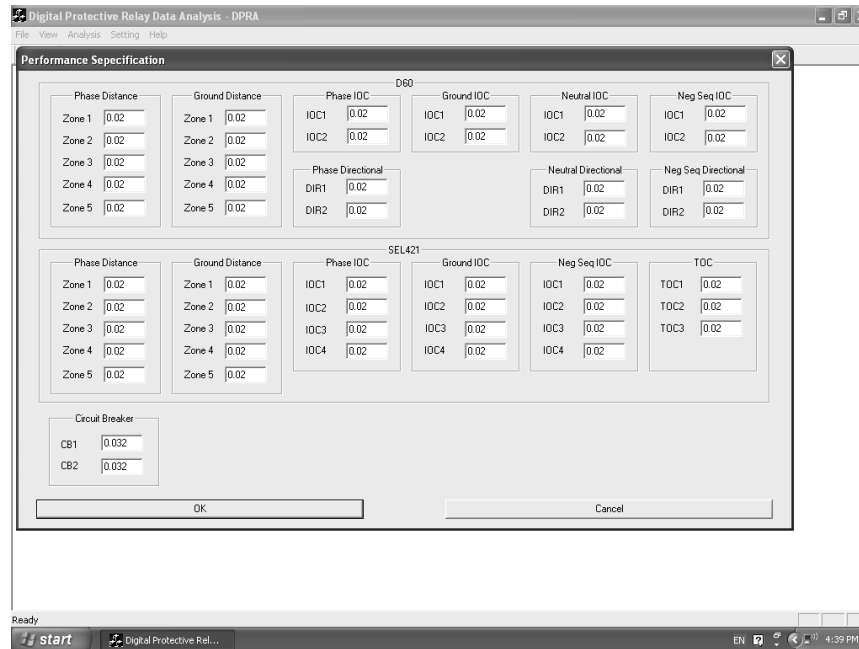 Digital Protective Relay Data Analysis - DPRA
File View Analysis Setting Help
Performance Sepecification
D60
Phase Distance
Zone 1 0.02
Zone 2 0.02
Zone 3 0.02
Zone 4 0.02
Zone 5 0.02
Ground Distance
Zone 1 0.02
Zone 2 0.02
Zone 3 0.02
Zone 4 0.02
Zone 5 0.02
Phase IOC
IOC1 0.02
IOC2 0.02
Ground IOC
IOC1 0.02
IOC2 0.02
Neutral IOC
IOC1 0.02
IOC2 0.02
Neg Seq IOC
IOC1 0.02
IOC2 0.02
Phase Directional
DIR1 0.02
DIR2 0.02
Neutral Directional
DIR1 0.02
DIR2 0.02
Neg Seq Directional
DIR1 0.02
DIR2 0.02
SEL421
Phase Distance
Zone 1 0.02
Zone 2 0.02
Zone 3 0.02
Zone 4 0.02
Zone 5 0.02
Ground Distance
Zone 1 0.02
Zone 2 0.02
Zone 3 0.02
Zone 4 0.02
Zone 5 0.02
Phase IOC
IOC1 0.02
IOC2 0.02
IOC3 0.02
IOC4 0.02
Ground IOC
IOC1 0.02
IOC2 0.02
IOC3 0.02
IOC4 0.02
Neg Seq IOC
IOC1 0.02
IOC2 0.02
IOC3 0.02
IOC4 0.02
TOC
TOC1 0.02
TOC2 0.02
TOC3 0.02
Circuit Breaker
CB1 0.032
CB2 0.032
OK
Cancel
Ready
start
Digital Protective Rel...
EN
4:39 PM